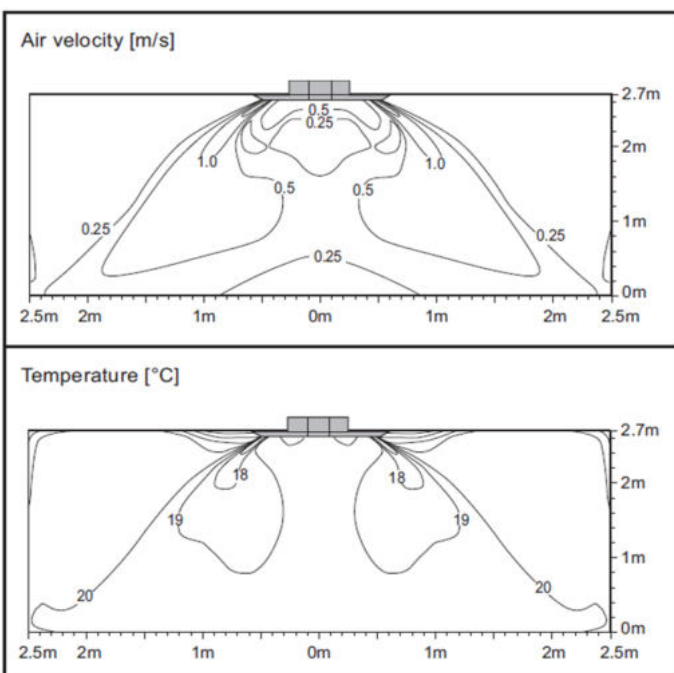 Air velocity [m/s]
2.7m
0.5
0.25
2m
1.0 1.0
0.5 0.5
1m
0.25 0.25
0.25
0m
2.5m 2m 1m 0m 1m 2m 2.5m
Temperature [°C]
2.7m
18 18
2m
19 19
1m
20 20
0m
2.5m 2m 1m 0m 1m 2m 2.5m